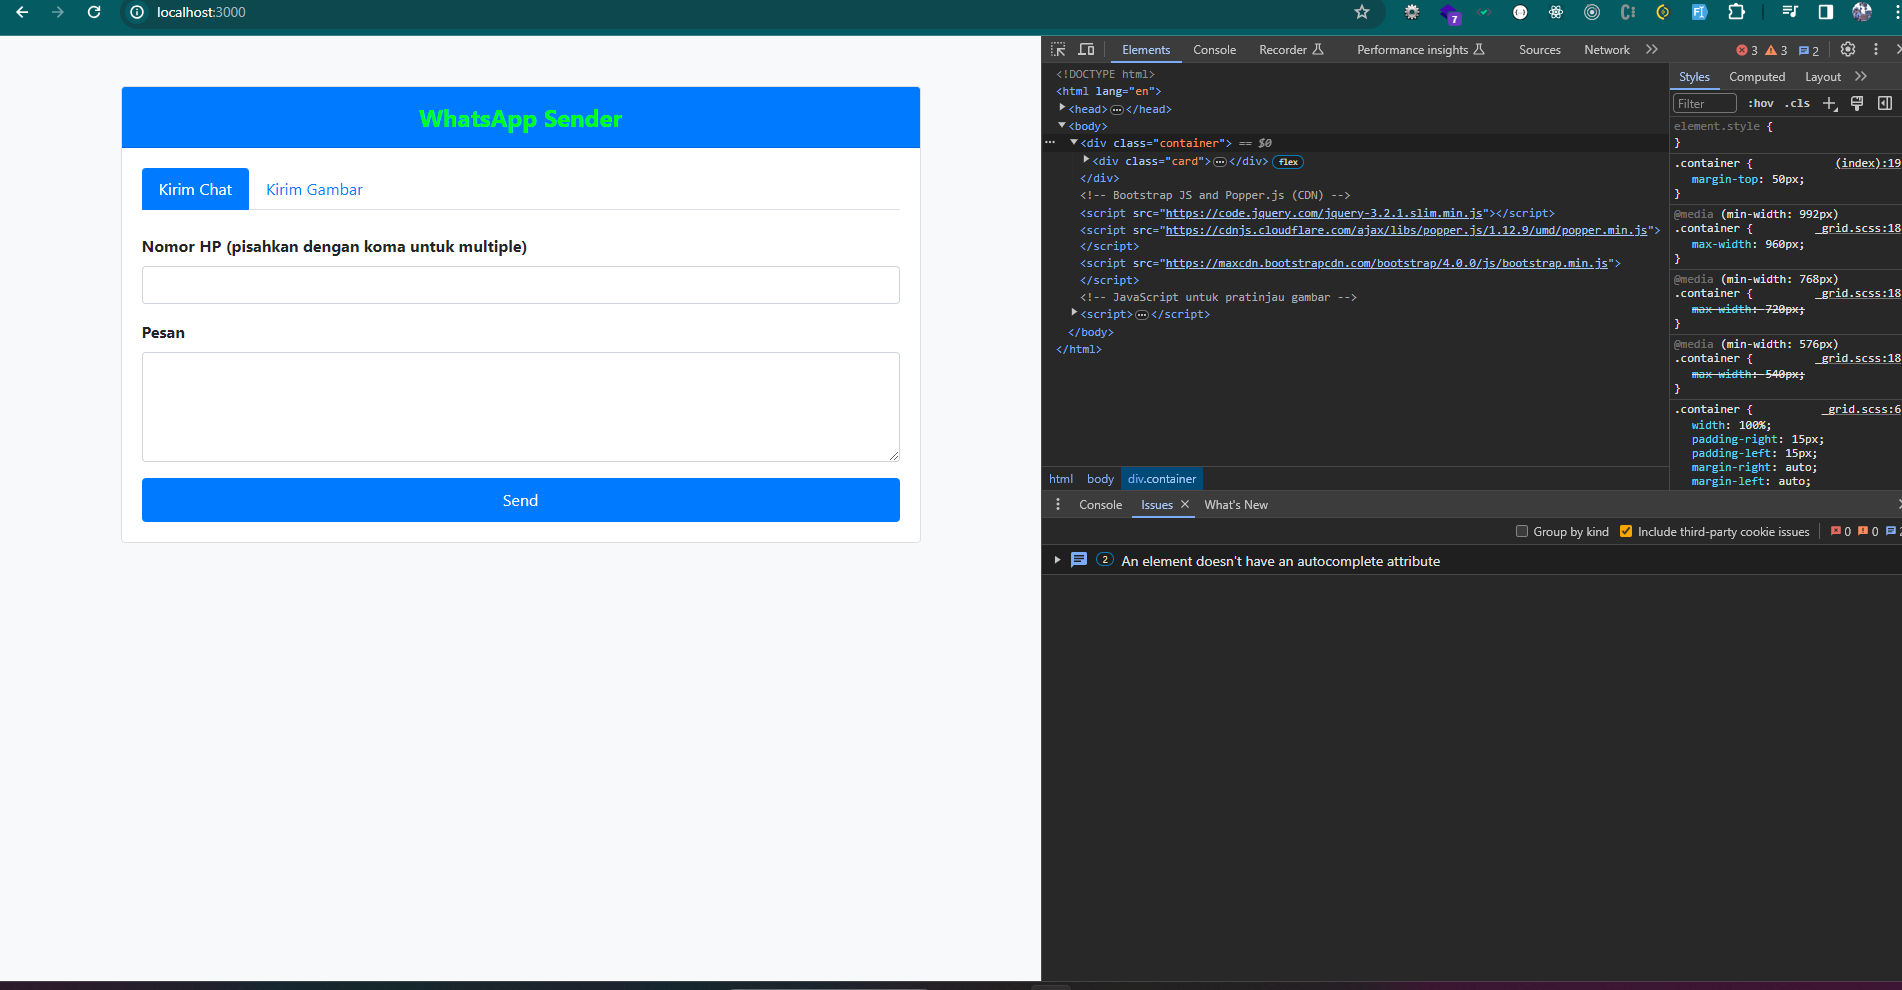 localhost:3000
7
WhatsApp Sender
Kirim Chat
Kirim Gambar
Nomor HP (pisahkan dengan koma untuk multiple)
Pesan
Send
Elements
Console
Recorder
Performance insights
Sources
Network
3
3
2
<!DOCTYPE html>
<html lang="en">
<head>…</head>
<body>
… <div class="container"> == $0
<div class="card">…</div> flex
</div>
<!-- Bootstrap JS and Popper.js (CDN) -->
<script src="https://code.jquery.com/jquery-3.2.1.slim.min.js"></script>
<script src="https://cdnjs.cloudflare.com/ajax/libs/popper.js/1.12.9/umd/popper.min.js">
</script>
<script src="https://maxcdn.bootstrapcdn.com/bootstrap/4.0.0/js/bootstrap.min.js">
</script>
<!-- JavaScript untuk pratinjau gambar -->
<script>…</script>
</body>
</html>
html
body
div.container
Styles
Computed
Layout
Filter
:hov
.cls
element.style {
}
.container { (index):19
margin-top: 50px;
}
@media (min-width: 992px)
.container { _grid.scss:18
max-width: 960px;
}
@media (min-width: 768px)
.container { _grid.scss:18
max-width: 720px;
}
@media (min-width: 576px)
.container { _grid.scss:18
max-width: 540px;
}
.container { _grid.scss:6
width: 100%;
padding-right: 15px;
padding-left: 15px;
margin-right: auto;
margin-left: auto;
Console
Issues
What's New
Group by kind
Include third-party cookie issues
0
0
2
2 An element doesn't have an autocomplete attribute